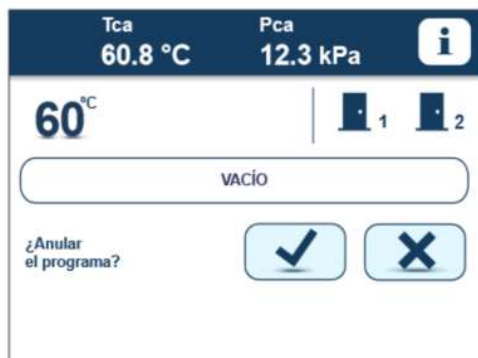 Tca Pca
60.8 °C 12.3 kPa i
60°C 1 2
VACÍO
¿Anular
el programa?